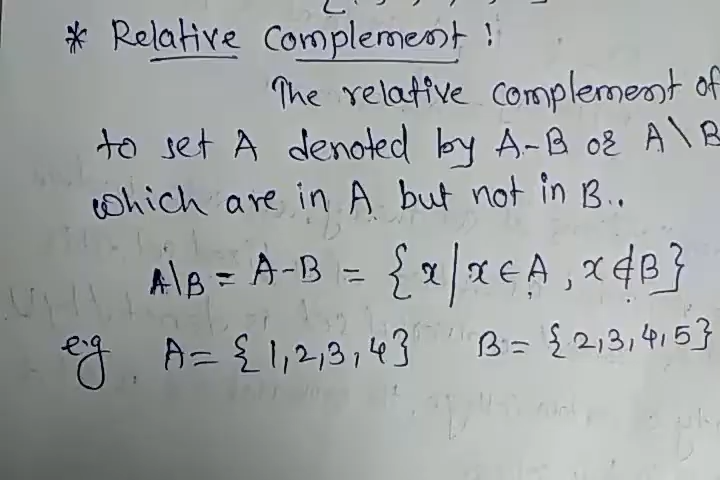 * Relative Complement :
The relative complement of
to set A denoted by A-B or A\B
which are in A but not in B..
A\B = A-B = {x/x∈A, x∉B}
e.g A = {1,2,3,4} B = {2,3,4,5}